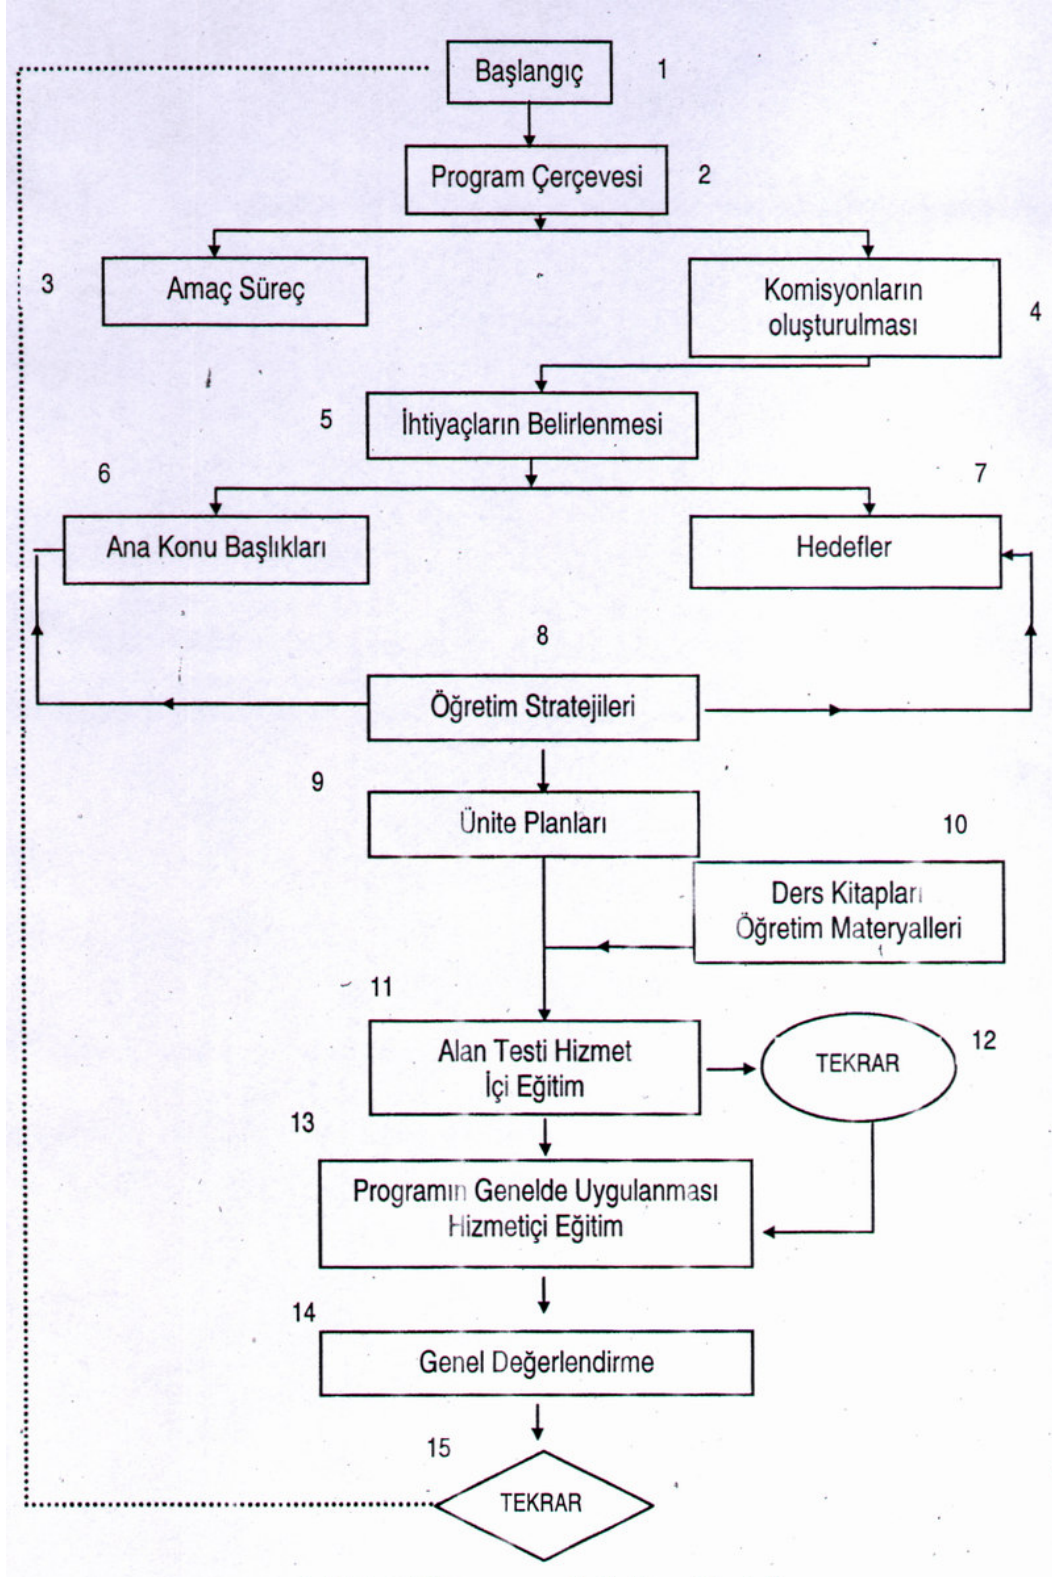 Başlangıç 1
Program Çerçevesi 2
3 Amaç Süreç
Komisyonların
oluşturulması
4
5 İhtiyaçların Belirlenmesi
6
7
Ana Konu Başlıkları
Hedefler
8
Öğretim Stratejileri
9
Ünite Planları
10
Ders Kitapları
Öğretim Materyalleri
11
Alan Testi Hizmet
İçi Eğitim
12
TEKRAR
13
Programın Genelde Uygulanması
Hizmetiçi Eğitim
14
Genel Değerlendirme
15
TEKRAR